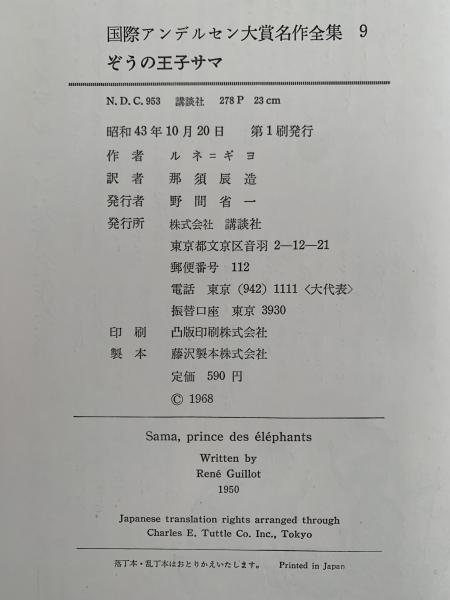 国際アンデルセン大賞名作全集 9
ぞうの王子サマ
N.D.C.953 講談社 278P 23cm
昭和43年10月20日 第1刷発行
作者 ルネ=ギヨ
訳者 那須辰造
発行者 野間省一
発行所 株式会社 講談社
東京都文京区音羽 2―12―21
郵便番号 112
電話 東京 (942) 1111 〈大代表〉
振替口座 東京 3930
印刷 凸版印刷株式会社
製本 藤沢製本株式会社
定価 590 円
© 1968
Sama, prince des éléphants
Written by
René Guillot
1950
Japanese translation rights arranged through
Charles E. Tuttle Co. Inc., Tokyo
落丁本・乱丁本はおとりかえいたします。 Printed in Japan